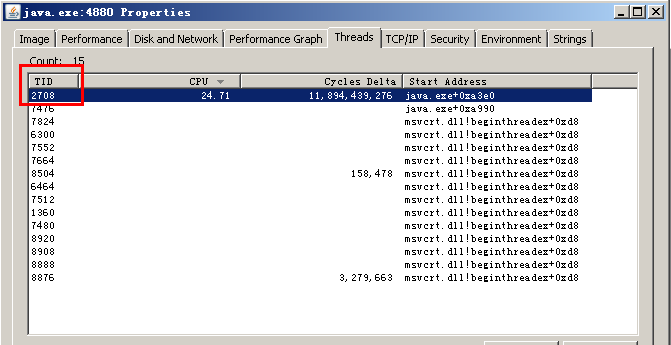 java.exe:4880 Properties
Image Performance Disk and Network Performance Graph Threads TCP/IP Security Environment Strings
Count: 15
TID CPU Cycles Delta Start Address
2708 24.71 11,894,439,276 java.exe+0xa3e0
7476 java.exe+0xa990
7824 msvcrt.dll!beginthreadex+0xd8
6300 msvcrt.dll!beginthreadex+0xd8
7552 msvcrt.dll!beginthreadex+0xd8
7664 msvcrt.dll!beginthreadex+0xd8
8504 158,478 msvcrt.dll!beginthreadex+0xd8
6464 msvcrt.dll!beginthreadex+0xd8
7512 msvcrt.dll!beginthreadex+0xd8
1360 msvcrt.dll!beginthreadex+0xd8
7480 msvcrt.dll!beginthreadex+0xd8
8920 msvcrt.dll!beginthreadex+0xd8
8908 msvcrt.dll!beginthreadex+0xd8
8888 msvcrt.dll!beginthreadex+0xd8
8876 3,279,663 msvcrt.dll!beginthreadex+0xd8